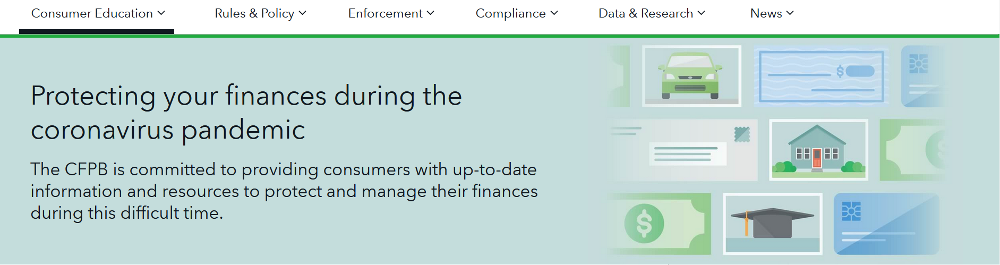 Consumer Education
Rules & Policy
Enforcement
Compliance
Data & Research
News
Protecting your finances during the
coronavirus pandemic
The CFPB is committed to providing consumers with up-to-date
information and resources to protect and manage their finances
during this difficult time.
$
$
$